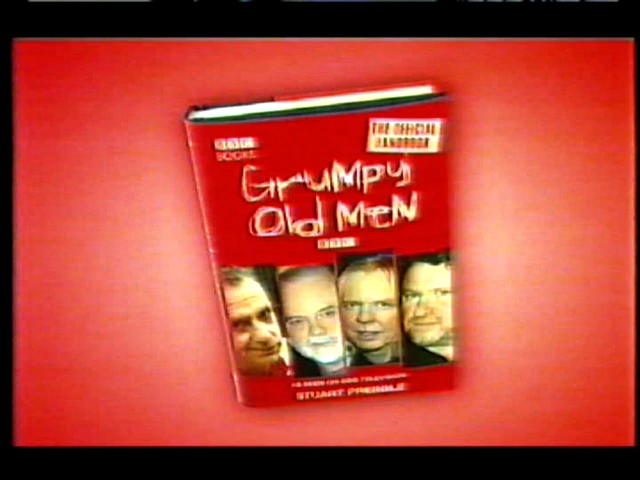 BBC
BOOKS
THE OFFICIAL
HANDBOOK
GruMpy
Old MeN
BBC
AS SEEN ON BBC TELEVISION
STUART PREBBLE